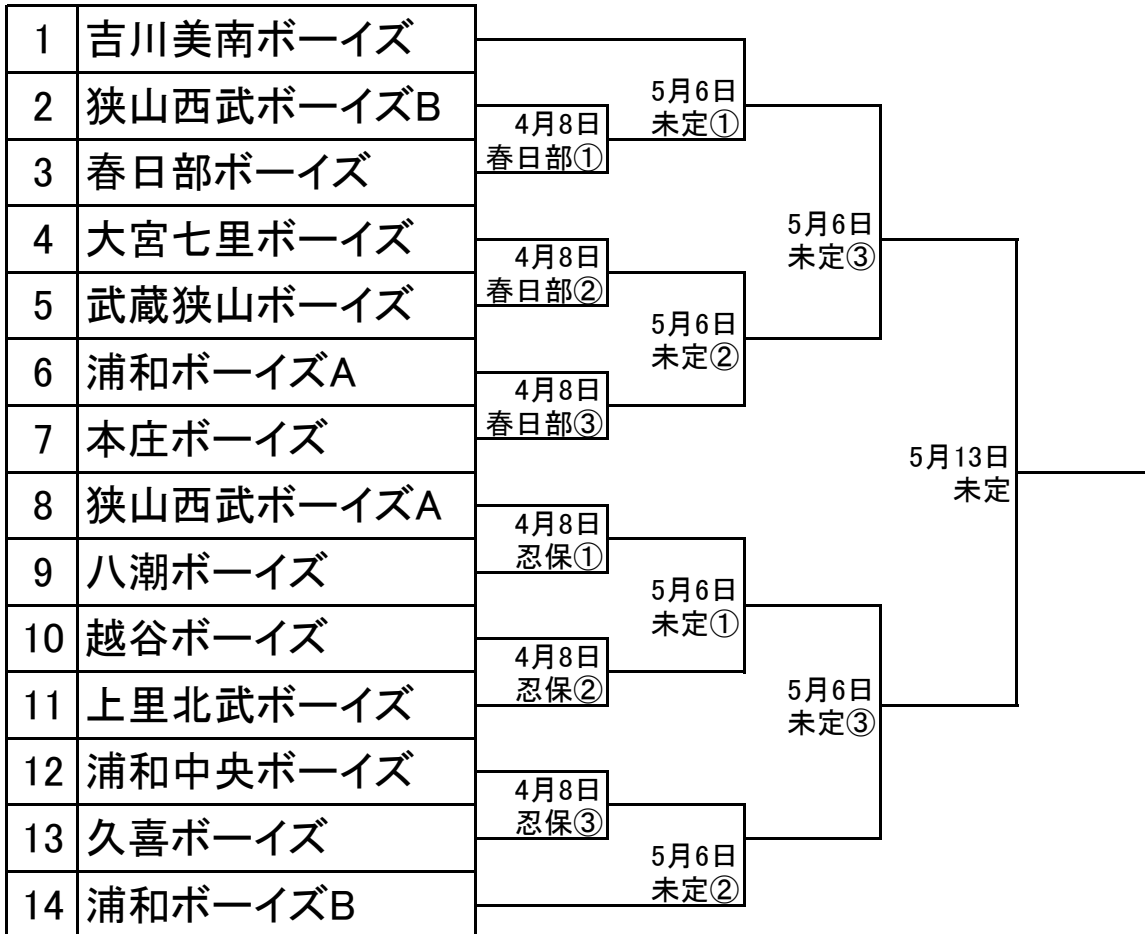 1 吉川美南ボーイズ
2 狭山西武ボーイズB
3 春日部ボーイズ
4 大宮七里ボーイズ
5 武蔵狭山ボーイズ
6 浦和ボーイズA
7 本庄ボーイズ
8 狭山西武ボーイズA
9 八潮ボーイズ
10 越谷ボーイズ
11 上里北武ボーイズ
12 浦和中央ボーイズ
13 久喜ボーイズ
14 浦和ボーイズB
4月8日
春日部①
4月8日
春日部②
4月8日
春日部③
4月8日
忍保①
4月8日
忍保②
4月8日
忍保③
5月6日
未定①
5月6日
未定②
5月6日
未定①
5月6日
未定②
5月6日
未定③
5月6日
未定③
5月13日
未定